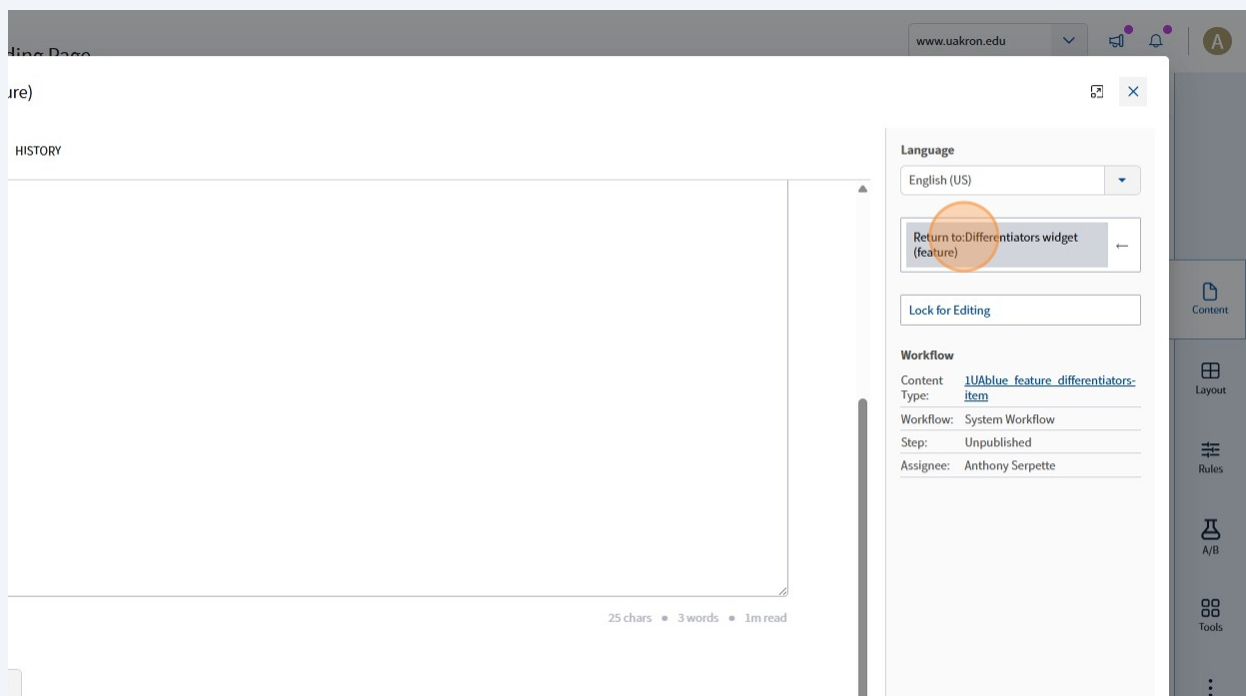 ding Page
www.uakron.edu
A
ure)
HISTORY
Language
English (US)
Return to:Differentiators widget
(feature)
←
Lock for Editing
Workflow
Content
Type:
1UAblue_feature_differentiators-
item
Workflow: System Workflow
Step: Unpublished
Assignee: Anthony Serpette
25 chars • 3 words • 1m read
Content
Layout
Rules
A/B
Tools